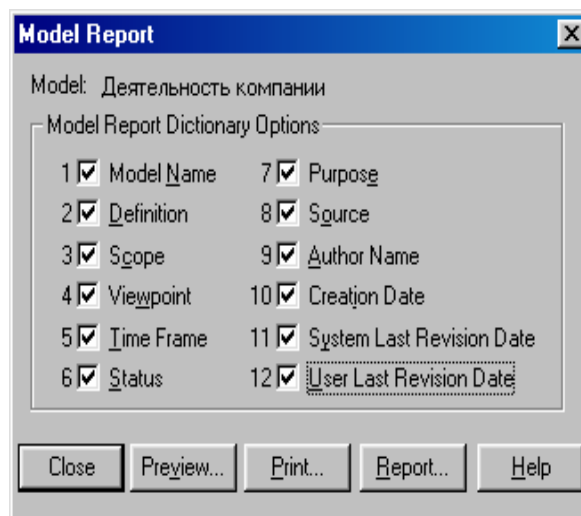 Model Report
Model: Деятельность компании
Model Report Dictionary Options
1 Model Name 7 Purpose
2 Definition 8 Source
3 Scope 9 Author Name
4 Viewpoint 10 Creation Date
5 Time Frame 11 System Last Revision Date
6 Status 12 User Last Revision Date
Close Preview... Print... Report... Help